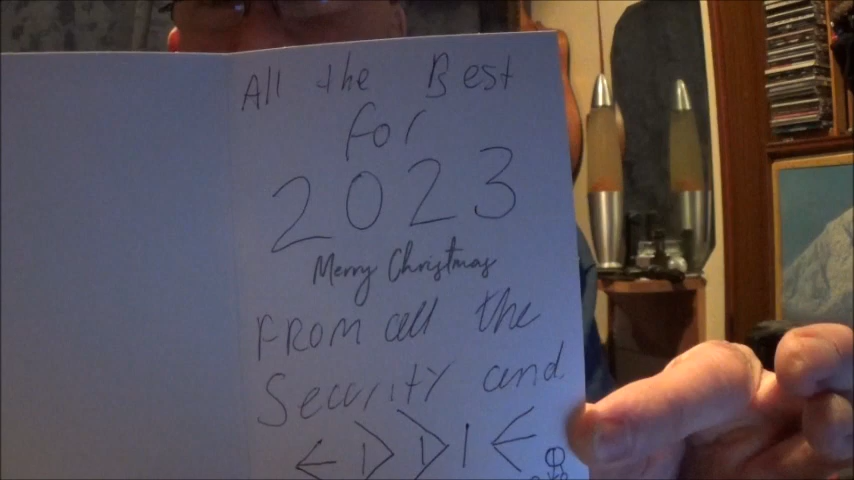 All the Best
for
2023
Merry Christmas
FROM all the
Security and